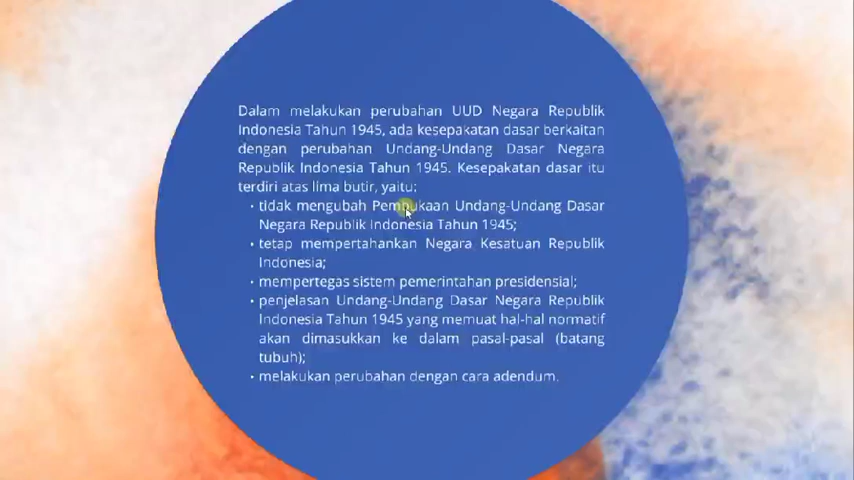 Dalam melakukan perubahan UUD Negara Republik
Indonesia Tahun 1945, ada kesepakatan dasar berkaitan
dengan perubahan Undang-Undang Dasar Negara
Republik Indonesia Tahun 1945. Kesepakatan dasar itu
terdiri atas lima butir, yaitu:
• tidak mengubah Pembukaan Undang-Undang Dasar
Negara Republik Indonesia Tahun 1945;
• tetap mempertahankan Negara Kesatuan Republik
Indonesia;
• mempertegas sistem pemerintahan presidensial;
• penjelasan Undang-Undang Dasar Negara Republik
Indonesia Tahun 1945 yang memuat hal-hal normatif
akan dimasukkan ke dalam pasal-pasal (batang
tubuh);
• melakukan perubahan dengan cara adendum.